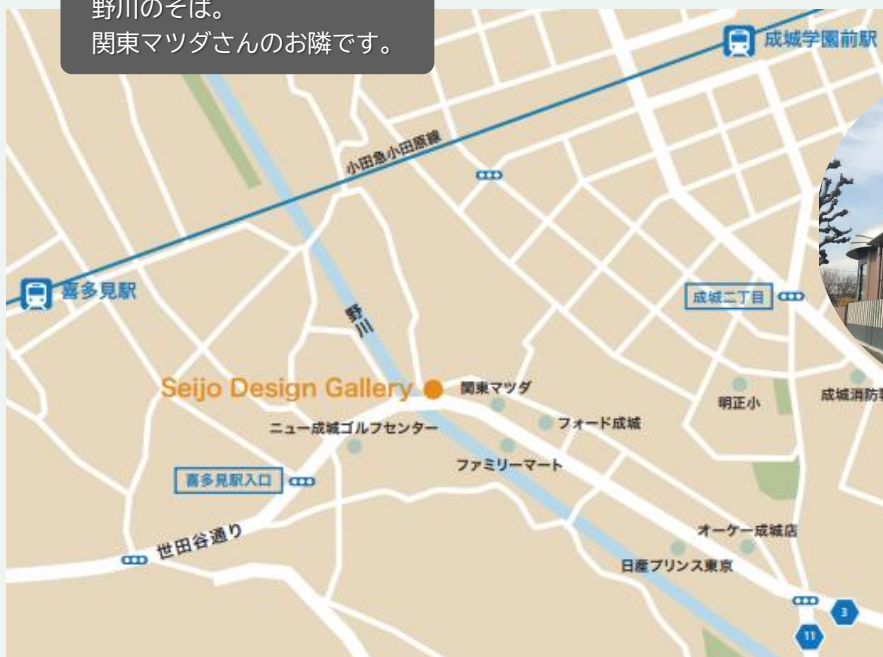 野川のそば。
関東マツダさんのお隣です。
成城学園前駅
小田急小田原線
喜多見駅
野川
成城二丁目
Seijo Design Gallery
関東マツダ
明正小
成城消防
フォード成城
ニュー成城ゴルフセンター
ファミリーマート
喜多見駅入口
世田谷通り
オーケー成城店
日産プリンス東京
3
11